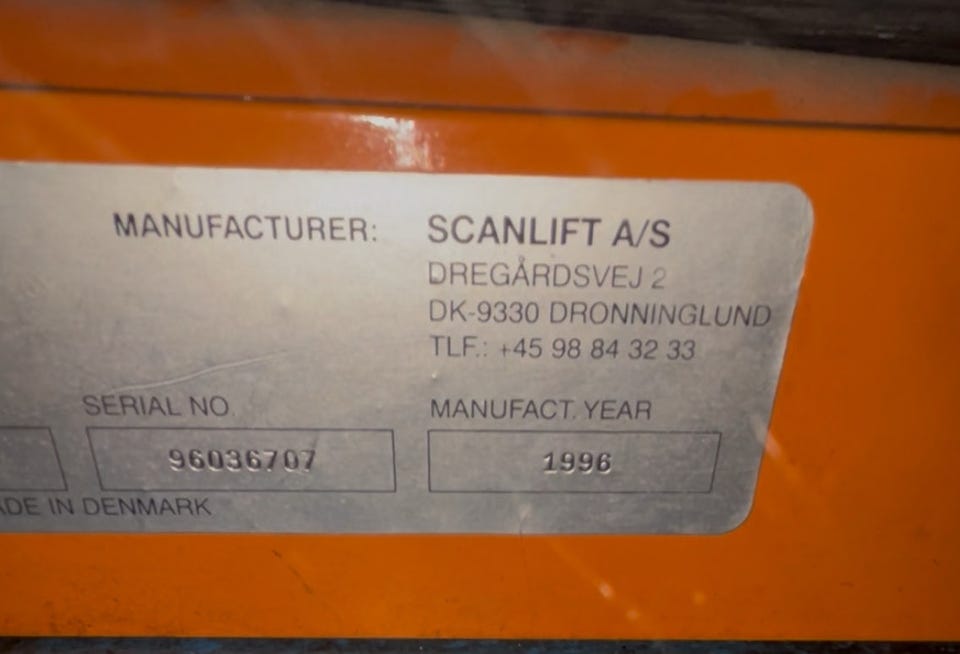 MANUFACTURER: SCANLIFT A/S
DREGÅRDSVEJ 2
DK-9330 DRONNINGLUND
TLF.: +45 98 84 32 33
SERIAL NO. MANUFACT. YEAR
96036707 1996
ADE IN DENMARK